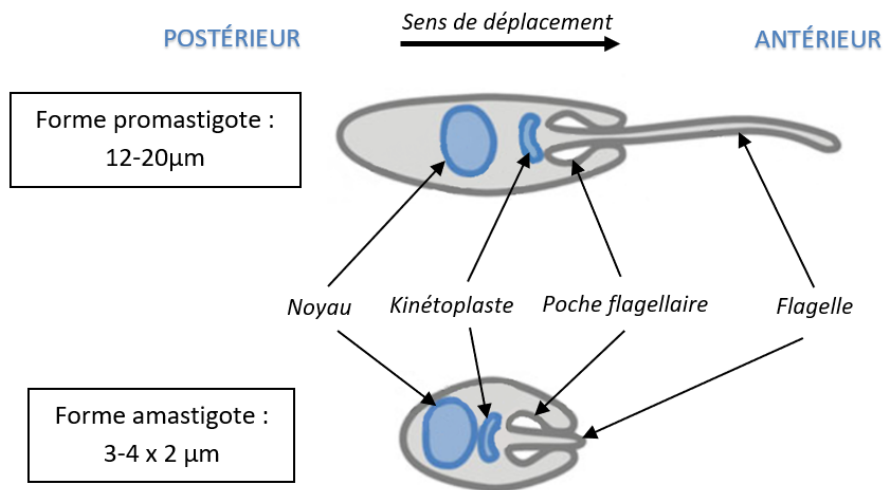 Sens de déplacement
POSTÉRIEUR
ANTÉRIEUR
Forme promastigote :
12-20µm
Noyau
Kinétoplaste
Poche flagellaire
Flagelle
Forme amastigote :
3-4 x 2 µm